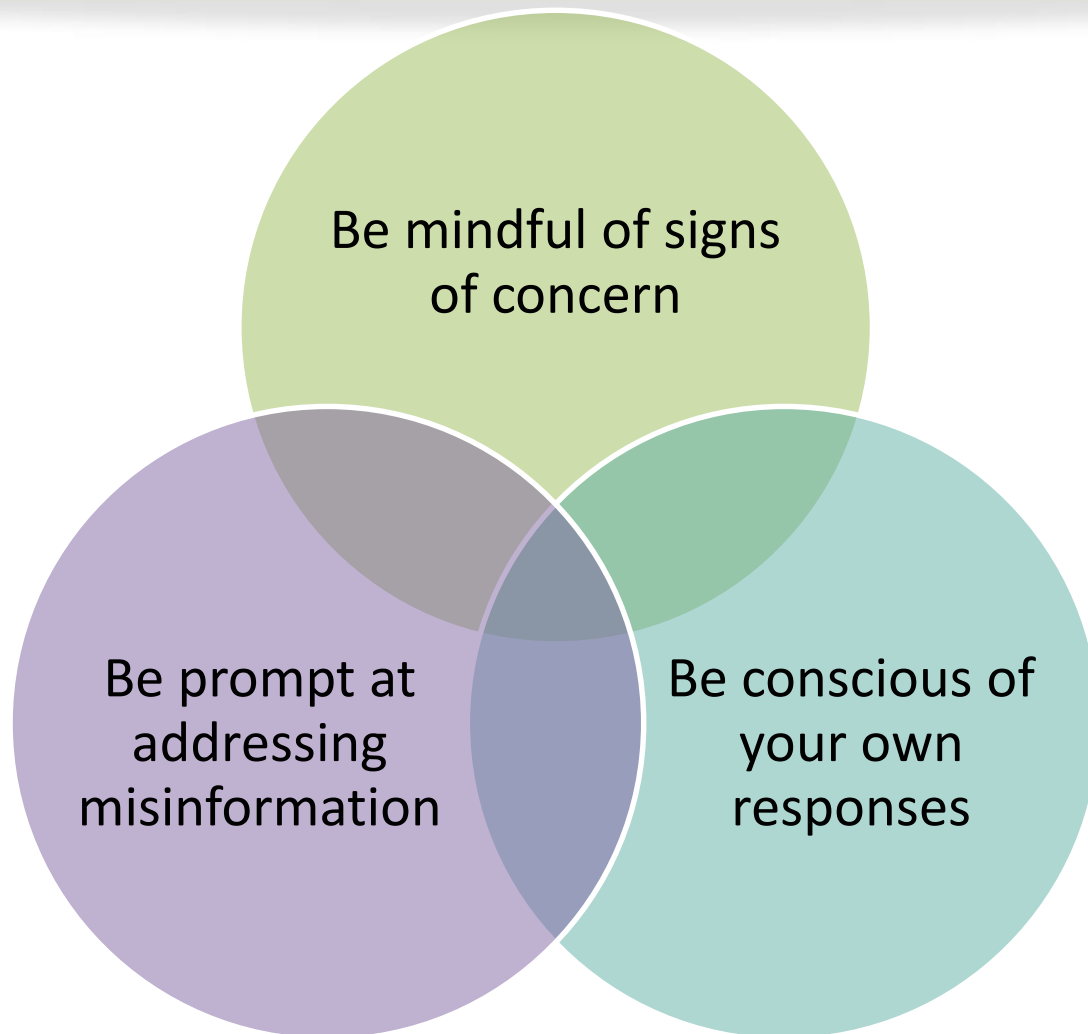 Be mindful of signs
of concern
Be prompt at
addressing
misinformation
Be conscious of
your own
responses